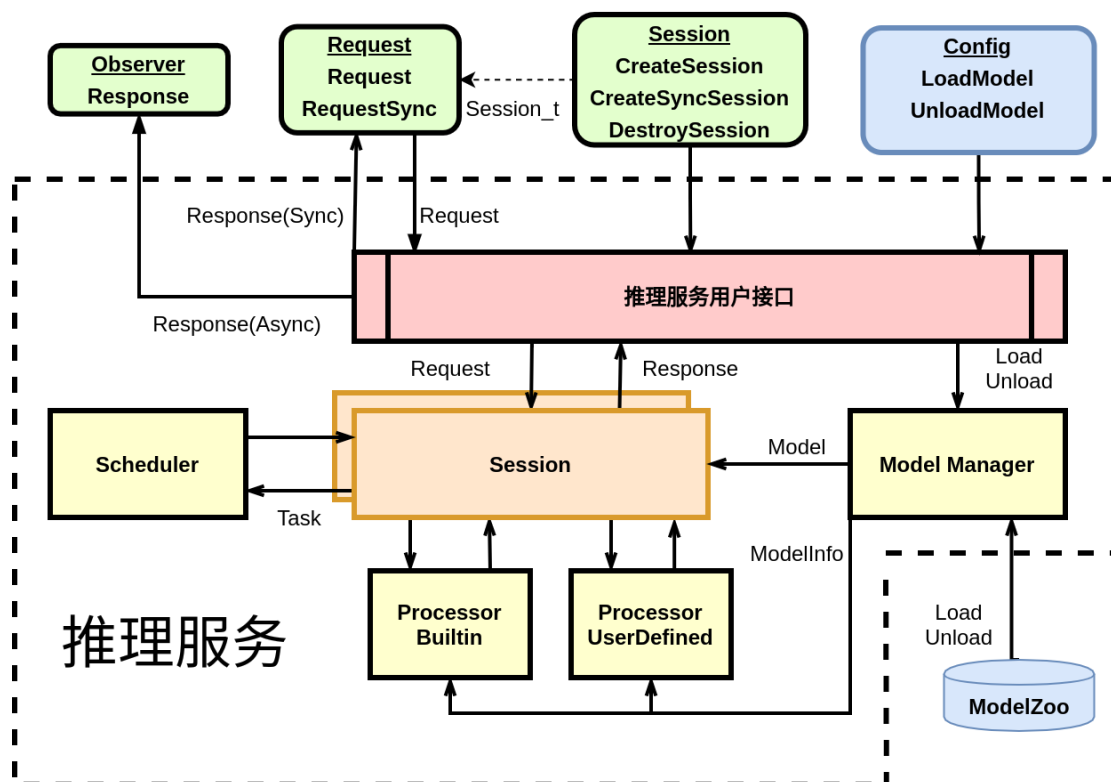 Observer
Response
Request
Request
RequestSync
Session_t
Session
CreateSession
CreateSyncSession
DestroySession
Config
LoadModel
UnloadModel
Response(Sync)
Request
Response(Async)
推理服务用户接口
Request
Response
Load
Unload
Scheduler
Task
Session
Model
Model Manager
ModelInfo
Processor
Builtin
Processor
UserDefined
推理服务
Load
Unload
ModelZoo